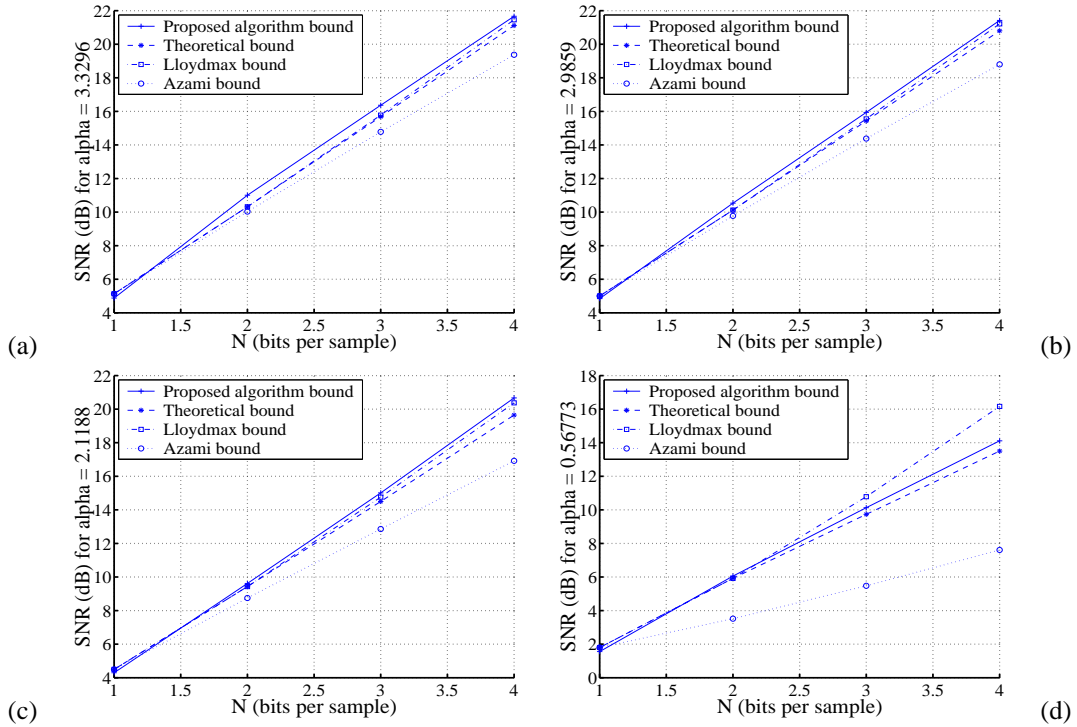 22
20
18
16
14
12
10
8
6
4
SNR (dB) for alpha = 3.3296
Proposed algorithm bound
Theoretical bound
Lloydmax bound
Azami bound
1 1.5 2 2.5 3 3.5 4
N (bits per sample)
(a)
22
20
18
16
14
12
10
8
6
4
SNR (dB) for alpha = 2.9859
Proposed algorithm bound
Theoretical bound
Lloydmax bound
Azami bound
1 1.5 2 2.5 3 3.5 4
N (bits per sample)
(b)
22
20
18
16
14
12
10
8
6
4
SNR (dB) for alpha = 2.1188
Proposed algorithm bound
Theoretical bound
Lloydmax bound
Azami bound
1 1.5 2 2.5 3 3.5 4
N (bits per sample)
(c)
18
16
14
12
10
8
6
4
2
0
SNR (dB) for alpha = 0.56773
Proposed algorithm bound
Theoretical bound
Lloydmax bound
Azami bound
1 1.5 2 2.5 3 3.5 4
N (bits per sample)
(d)